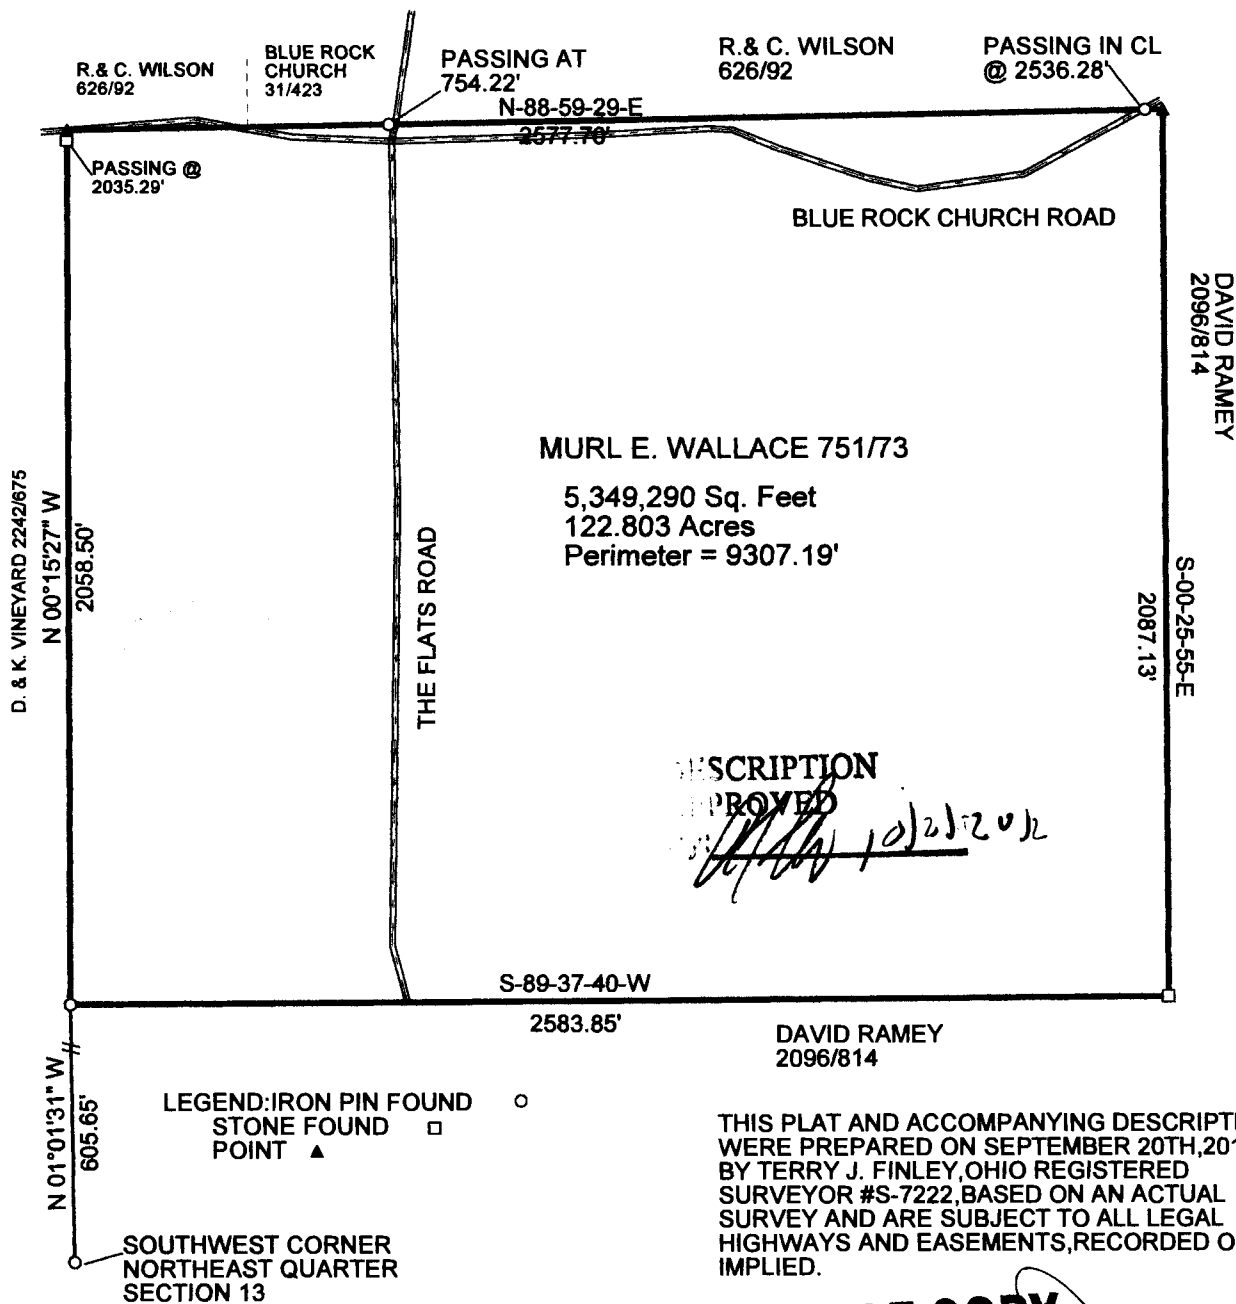 R.& C. WILSON
626/92
BLUE ROCK
CHURCH
31/423
PASSING AT
754.22'
R.& C. WILSON
626/92
PASSING IN CL
@ 2536.28'
N-88-59-29-E
2577.70'
PASSING @
2035.29'
BLUE ROCK CHURCH ROAD
DAVID RAMEY
2096/814
MURL E. WALLACE 751/73
5,349,290 Sq. Feet
122.803 Acres
Perimeter = 9307.19'
D. & K. VINEYARD 2242/675
N 00°15'27" W
2058.50'
THE FLATS ROAD
S-00-25-55-E
2087.13'
SCRIPTION
PROVED
S-89-37-40-W
2583.85'
DAVID RAMEY
2096/814
N 01°01'31" W
605.65'
LEGEND:IRON PIN FOUND
STONE FOUND
POINT
SOUTHWEST CORNER
NORTHEAST QUARTER
SECTION 13
THIS PLAT AND ACCOMPANYING DESCRIPT
WERE PREPARED ON SEPTEMBER 20TH,20
BY TERRY J. FINLEY,OHIO REGISTERED
SURVEYOR #S-7222,BASED ON AN ACTUAL
SURVEY AND ARE SUBJECT TO ALL LEGAL
HIGHWAYS AND EASEMENTS,RECORDED O
IMPLIED.
COPY